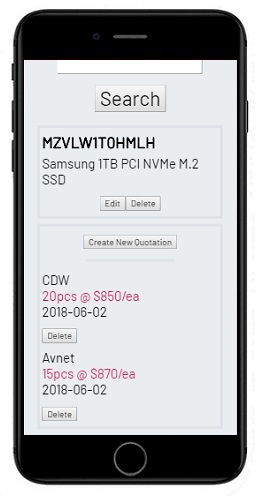 Search
MZVLW1T0HMLH
Samsung 1TB PCI NVMe M.2
SSD
Edit Delete
Create New Quotation
CDW
20pcs @ $850/ea
2018-06-02
Delete
Avnet
15pcs @ $870/ea
2018-06-02
Delete